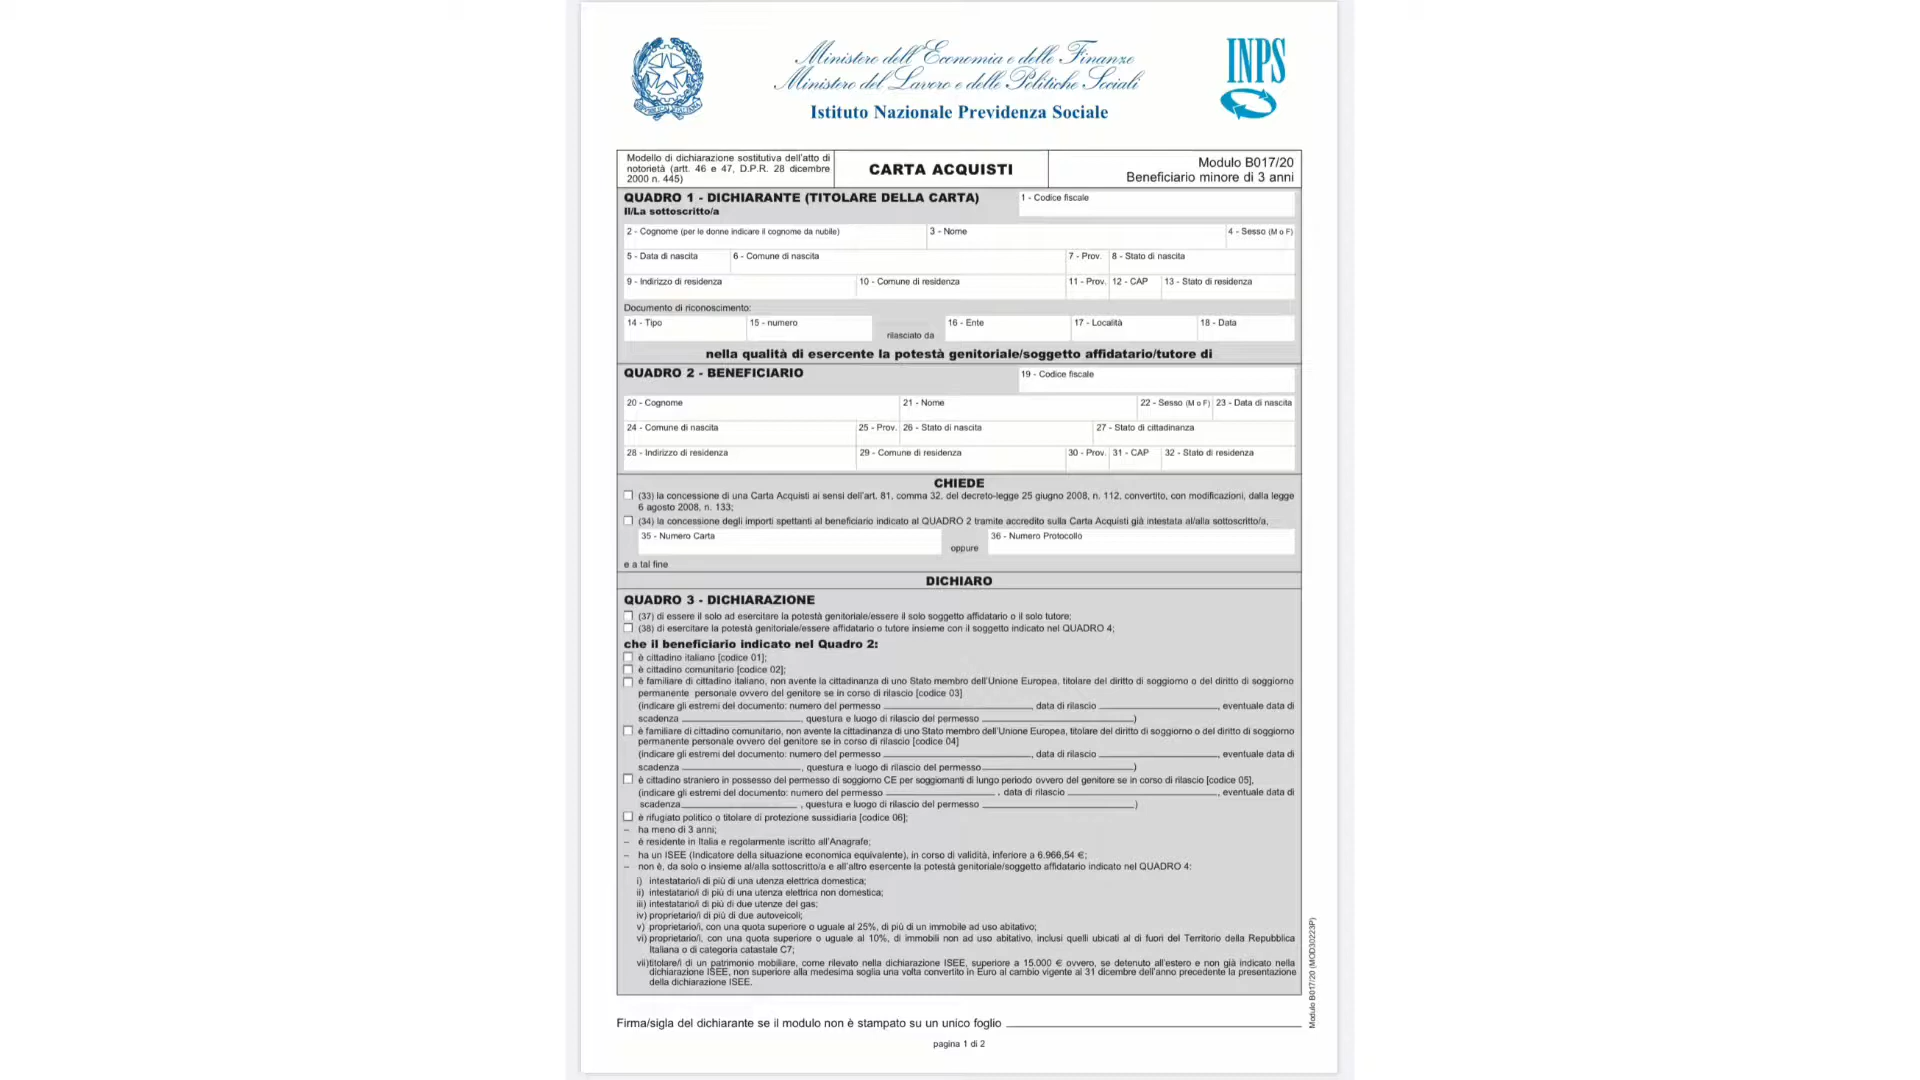 Ministero dell'Economia e delle Finanze
Ministero del Lavoro e delle Politiche Sociali
Istituto Nazionale Previdenza Sociale
INPS
Modello di dichiarazione sostitutiva dell'atto di
notorietà (artt. 46 e 47, D.P.R. 28 dicembre
2000 n. 445)
CARTA ACQUISTI
Modulo B017/20
Beneficiario minore di 3 anni
QUADRO 1 - DICHIARANTE (TITOLARE DELLA CARTA)
Il/La sottoscritto/a
1 - Codice fiscale
2 - Cognome (per le donne indicare il cognome da nubile) 3 - Nome 4 - Sesso (M o F)
5 - Data di nascita 6 - Comune di nascita 7 - Prov. 8 - Stato di nascita
9 - Indirizzo di residenza 10 - Comune di residenza 11 - Prov. 12 - CAP 13 - Stato di residenza
Documento di riconoscimento:
14 - Tipo 15 - numero rilasciato da 16 - Ente 17 - Località 18 - Data
nella qualità di esercente la potestà genitoriale/soggetto affidatario/tutore di
QUADRO 2 - BENEFICIARIO 19 - Codice fiscale
20 - Cognome 21 - Nome 22 - Sesso (M o F) 23 - Data di nascita
24 - Comune di nascita 25 - Prov. 26 - Stato di nascita 27 - Stato di cittadinanza
28 - Indirizzo di residenza 29 - Comune di residenza 30 - Prov. 31 - CAP 32 - Stato di residenza
CHIEDE
(33) la concessione di una Carta Acquisti ai sensi dell'art. 81, comma 32, del decreto-legge 25 giugno 2008, n. 112, convertito, con modificazioni, dalla legge
6 agosto 2008, n. 133;
(34) la concessione degli importi spettanti al beneficiario indicato al QUADRO 2 tramite accredito sulla Carta Acquisti già intestata al/alla sottoscritto/a,
35 - Numero Carta oppure 36 - Numero Protocollo
e a tal fine
DICHIARO
QUADRO 3 - DICHIARAZIONE
(37) di essere il solo ad esercitare la potestà genitoriale/essere il solo soggetto affidatario o il solo tutore;
(38) di esercitare la potestà genitoriale/essere affidatario o tutore insieme con il soggetto indicato nel QUADRO 4;
che il beneficiario indicato nel Quadro 2:
è cittadino italiano [codice 01];
è cittadino comunitario [codice 02];
è familiare di cittadino italiano, non avente la cittadinanza di uno Stato membro dell'Unione Europea, titolare del diritto di soggiorno o del diritto di soggiorno
permanente personale ovvero del genitore se in corso di rilascio [codice 03]
(indicare gli estremi del documento: numero del permesso , data di rilascio , eventuale data di
scadenza , questura e luogo di rilascio del permesso )
è familiare di cittadino comunitario, non avente la cittadinanza di uno Stato membro dell'Unione Europea, titolare del diritto di soggiorno o del diritto di soggiorno
permanente personale ovvero del genitore se in corso di rilascio [codice 04]
(indicare gli estremi del documento: numero del permesso , data di rilascio , eventuale data di
scadenza , questura e luogo di rilascio del permesso )
è cittadino straniero in possesso del permesso di soggiorno CE per soggiornanti di lungo periodo ovvero del genitore se in corso di rilascio [codice 05],
(indicare gli estremi del documento: numero del permesso , data di rilascio , eventuale data di
scadenza , questura e luogo di rilascio del permesso )
è rifugiato politico o titolare di protezione sussidiaria [codice 06];
– ha meno di 3 anni;
– è residente in Italia e regolarmente iscritto all'Anagrafe;
– ha un ISEE (Indicatore della situazione economica equivalente), in corso di validità, inferiore a 6.966,54 €;
– non è, da solo o insieme al/alla sottoscritto/a e all'altro esercente la potestà genitoriale/soggetto affidatario indicato nel QUADRO 4:
i) intestatario/i di più di una utenza elettrica domestica;
ii) intestatario/i di più di una utenza elettrica non domestica;
iii) intestatario/i di più di due utenze del gas;
iv) proprietario/i di più di due autoveicoli;
v) proprietario/i, con una quota superiore o uguale al 25%, di più di un immobile ad uso abitativo;
vi) proprietario/i, con una quota superiore o uguale al 10%, di immobili non ad uso abitativo, inclusi quelli ubicati al di fuori del Territorio della Repubblica
Italiana o di categoria catastale C7;
vii)titolare/i di un patrimonio mobiliare, come rilevato nella dichiarazione ISEE, superiore a 15.000 € ovvero, se detenuto all'estero e non già indicato nella
dichiarazione ISEE, non superiore alla medesima soglia una volta convertito in Euro al cambio vigente al 31 dicembre dell'anno precedente la presentazione
della dichiarazione ISEE.
Modulo B017/20 (MOD30223P)
Firma/sigla del dichiarante se il modulo non è stampato su un unico foglio
pagina 1 di 2